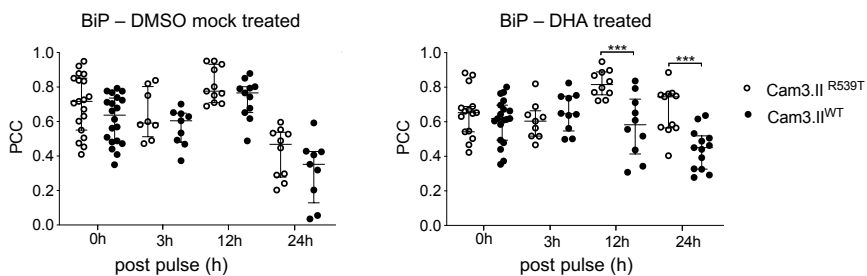 BiP – DMSO mock treated
PCC
1.0
0.8
0.6
0.4
0.2
0.0
0h 3h 12h 24h
post pulse (h)
BiP – DHA treated
PCC
1.0
0.8
0.6
0.4
0.2
0.0
*** ***
0h 3h 12h 24h
post pulse (h)
Cam3.II R539T
Cam3.IIWT